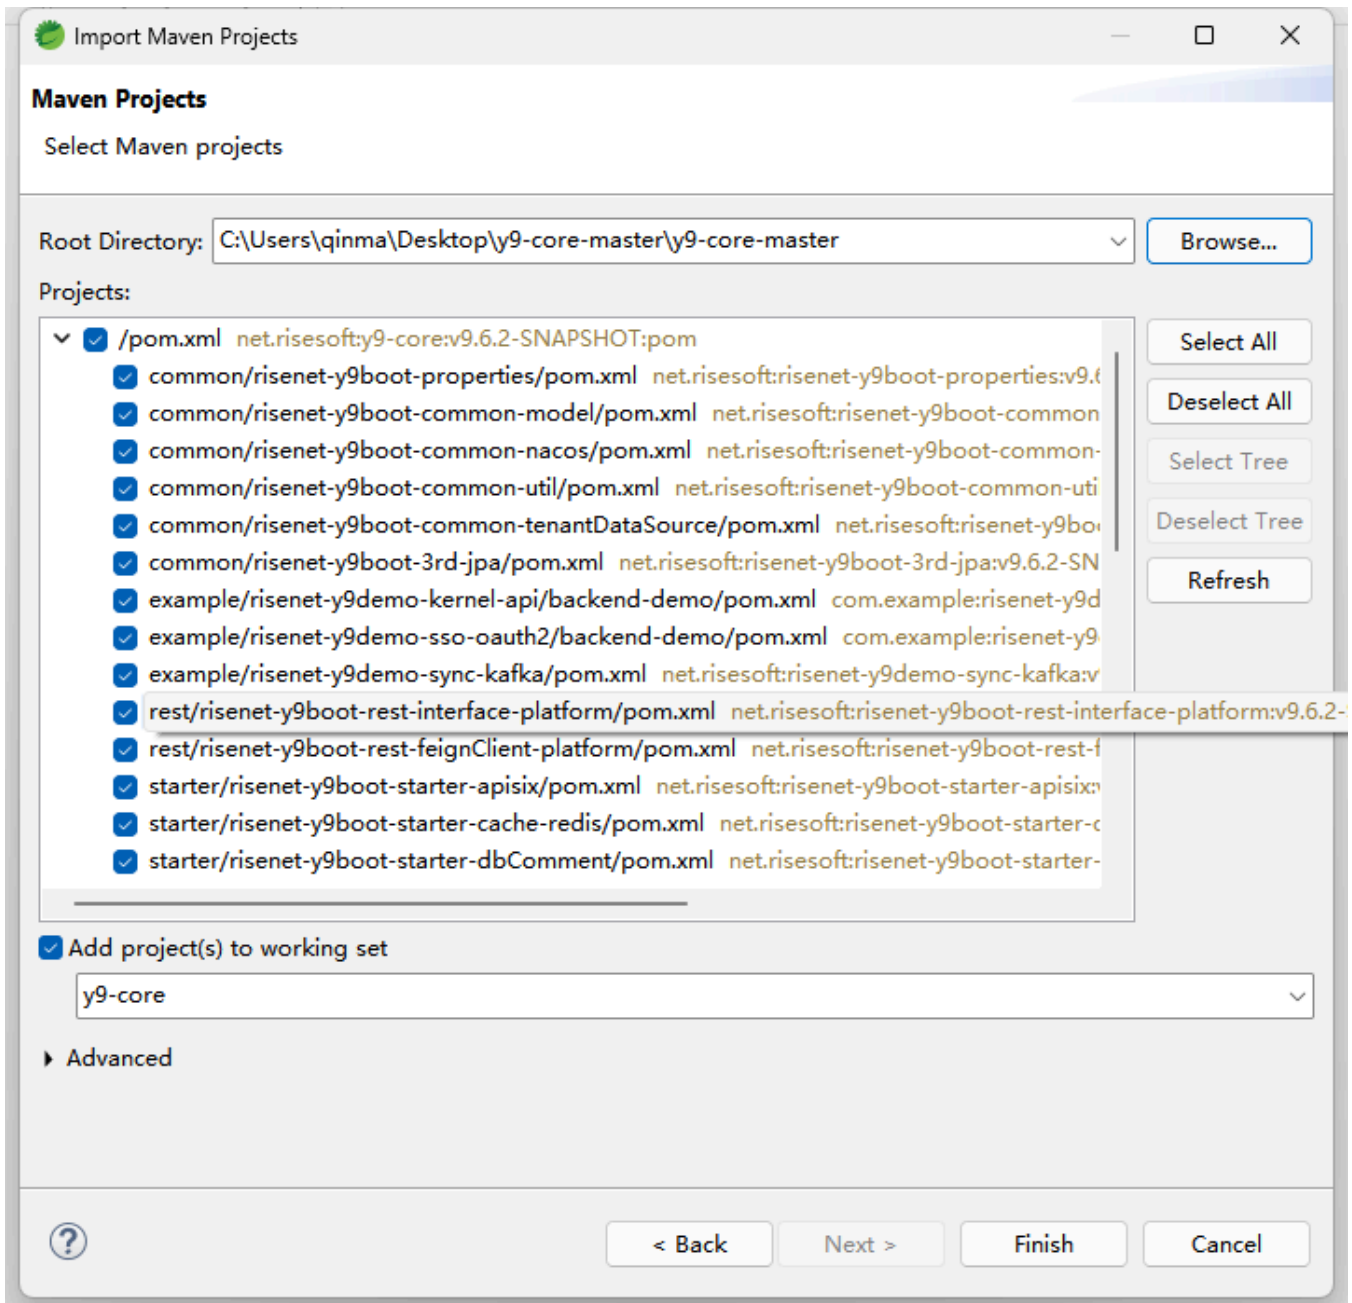 Import Maven Projects
Maven Projects
Select Maven projects
Root Directory: C:\Users\qinma\Desktop\y9-core-master\y9-core-master Browse...
Projects:
/pom.xml net.risesoft:y9-core:v9.6.2-SNAPSHOT:pom
common/risenet-y9boot-properties/pom.xml net.risesoft:risenet-y9boot-properties:v9.6
common/risenet-y9boot-common-model/pom.xml net.risesoft:risenet-y9boot-common
common/risenet-y9boot-common-nacos/pom.xml net.risesoft:risenet-y9boot-common-
common/risenet-y9boot-common-util/pom.xml net.risesoft:risenet-y9boot-common-uti
common/risenet-y9boot-common-tenantDataSource/pom.xml net.risesoft:risenet-y9bo
common/risenet-y9boot-3rd-jpa/pom.xml net.risesoft:risenet-y9boot-3rd-jpa:v9.6.2-SN
example/risenet-y9demo-kernel-api/backend-demo/pom.xml com.example:risenet-y9d
example/risenet-y9demo-sso-oauth2/backend-demo/pom.xml com.example:risenet-y9
example/risenet-y9demo-sync-kafka/pom.xml net.risesoft:risenet-y9demo-sync-kafka:v
rest/risenet-y9boot-rest-interface-platform/pom.xml net.risesoft:risenet-y9boot-rest-interface-platform:v9.6.2-
rest/risenet-y9boot-rest-feignClient-platform/pom.xml net.risesoft:risenet-y9boot-rest-f
starter/risenet-y9boot-starter-apisix/pom.xml net.risesoft:risenet-y9boot-starter-apisix:
starter/risenet-y9boot-starter-cache-redis/pom.xml net.risesoft:risenet-y9boot-starter-c
starter/risenet-y9boot-starter-dbComment/pom.xml net.risesoft:risenet-y9boot-starter-
Select All
Deselect All
Select Tree
Deselect Tree
Refresh
Add project(s) to working set
y9-core
Advanced
? < Back Next > Finish Cancel